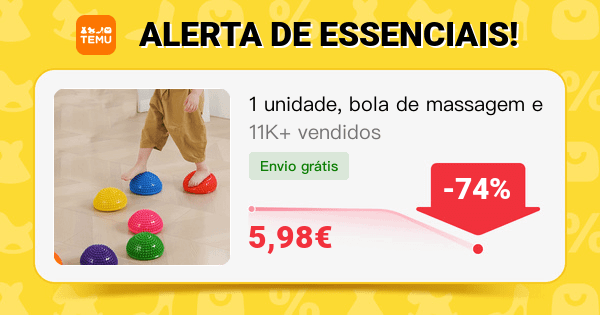 TEMU
ALERTA DE ESSENCIAIS!
1 unidade, bola de massagem e
11K+ vendidos
Envio grátis
-74%
5,98€